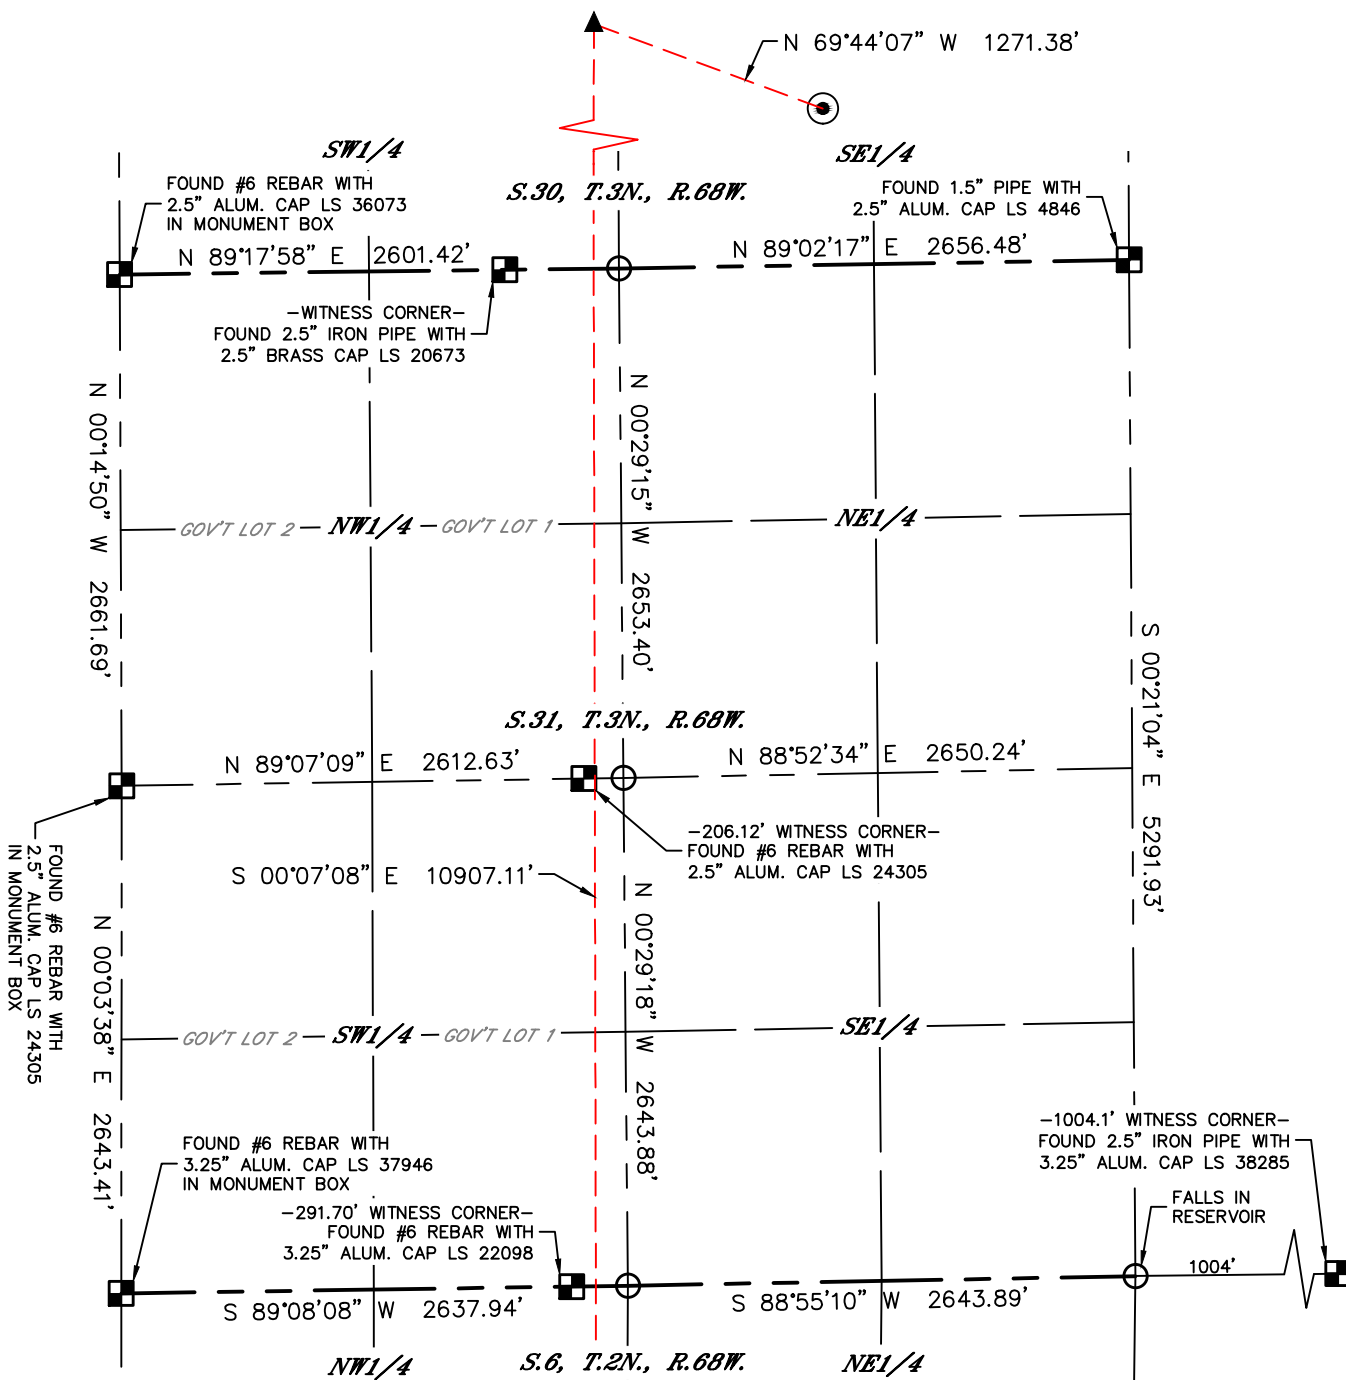 N 69°44'07" W 1271.38'
SW1/4
SE1/4
S.30, T.3N., R.68W.
FOUND #6 REBAR WITH
2.5" ALUM. CAP LS 36073
IN MONUMENT BOX
FOUND 1.5" PIPE WITH
2.5" ALUM. CAP LS 4846
N 89°17'58" E 2601.42'
N 89°02'17" E 2656.48'
-WITNESS CORNER-
FOUND 2.5" IRON PIPE WITH
2.5" BRASS CAP LS 20673
N 00°14'50" W 2661.69'
N 00°29'15" W 2653.40'
GOV'T LOT 2
NW1/4
GOV'T LOT 1
NE1/4
S 00°21'04" E 5291.93'
S.31, T.3N., R.68W.
N 89°07'09" E 2612.63'
N 88°52'34" E 2650.24'
-206.12' WITNESS CORNER-
FOUND #6 REBAR WITH
2.5" ALUM. CAP LS 24305
S 00°07'08" E 10907.11'
FOUND #6 REBAR WITH
2.5" ALUM. CAP LS 24305
IN MONUMENT BOX
N 00°03'38" E 2643.41'
N 00°29'18" W 2643.88'
GOV'T LOT 2
SW1/4
GOV'T LOT 1
SE1/4
FOUND #6 REBAR WITH
3.25" ALUM. CAP LS 37946
IN MONUMENT BOX
-1004.1' WITNESS CORNER-
FOUND 2.5" IRON PIPE WITH
3.25" ALUM. CAP LS 38285
-291.70' WITNESS CORNER-
FOUND #6 REBAR WITH
3.25" ALUM. CAP LS 22098
FALLS IN
RESERVOIR
1004'
S 89°08'08" W 2637.94'
S 88°55'10" W 2643.89'
NW1/4
S.6, T.2N., R.68W.
NE1/4